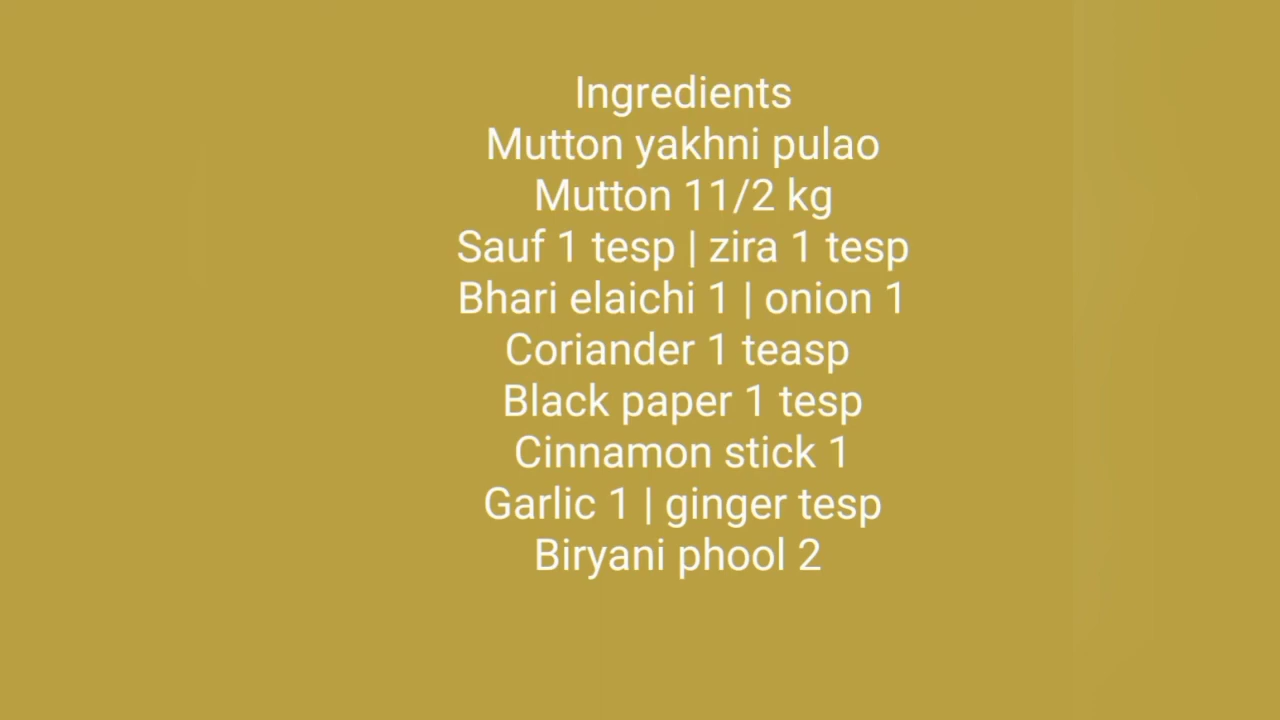 Ingredients
Mutton yakhni pulao
Mutton 11/2 kg
Sauf 1 tesp | zira 1 tesp
Bhari elaichi 1 | onion 1
Coriander 1 teasp
Black paper 1 tesp
Cinnamon stick 1
Garlic 1 | ginger tesp
Biryani phool 2